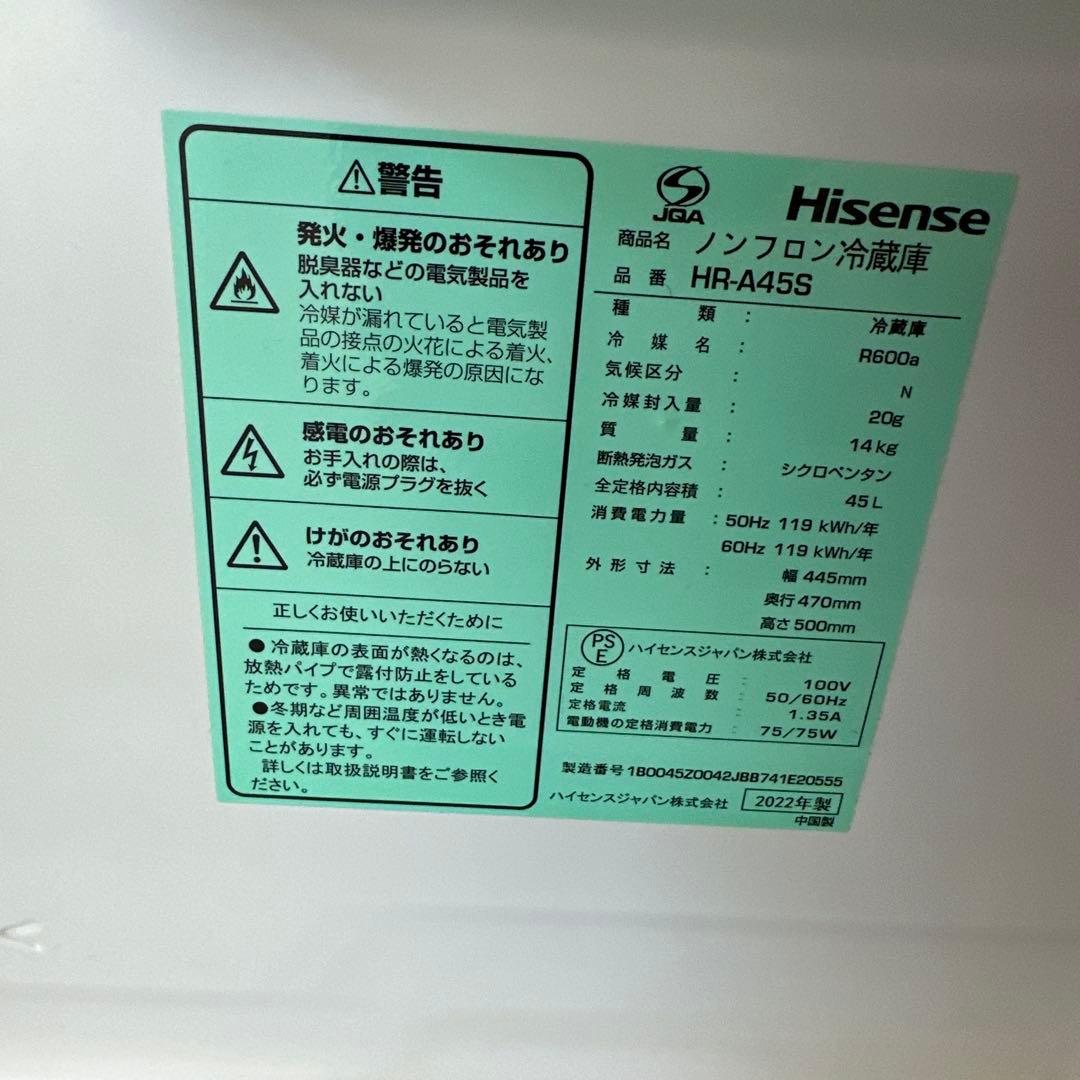 警告
発火・爆発のおそれあり
脱臭器などの電気製品を
入れない
冷媒が漏れていると電気製
品の接点の火花による着火、
着火による爆発の原因にな
ります。
感電のおそれあり
お手入れの際は、
必ず電源プラグを抜く
けがのおそれあり
冷蔵庫の上にのらない
正しくお使いいただくために
●冷蔵庫の表面が熱くなるのは、
放熱パイプで露付防止をしている
ためです。異常ではありません。
●冬期など周囲温度が低いとき電
源を入れても、すぐに運転しない
ことがあります。
詳しくは取扱説明書をご参照く
ださい。
JQA
Hisense
商品名 ノンフロン冷蔵庫
品番 HR-A45S
種類 : 冷蔵庫
冷媒名 : R600a
気候区分 : N
冷媒封入量 : 20g
質量 : 14kg
断熱発泡ガス : シクロペンタン
全定格内容積 : 45L
消費電力量 : 50Hz 119 kWh/年
60Hz 119 kWh/年
外形寸法 : 幅 445mm
奥行 470mm
高さ 500mm
PSE ハイセンスジャパン株式会社
定格電圧 : 100V
定格周波数 : 50/60Hz
定格電流 : 1.35A
電動機の定格消費電力 : 75/75W
製造番号 1B0045Z0042JBB741E20555
ハイセンスジャパン株式会社 2022年製
中国製